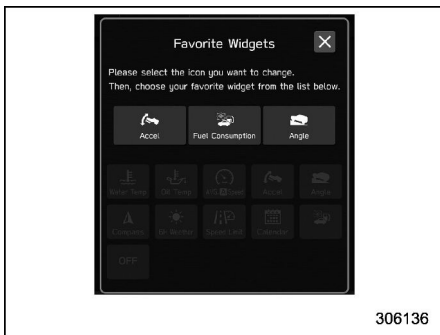 Favorite Widgets
Please select the icon you want to change.
Then, choose your favorite widget from the list below.
Accel Fuel Consumption Angle
Water Temp Oil Temp Accel Angle
Compass Speed Limit Calendar
OFF
306136